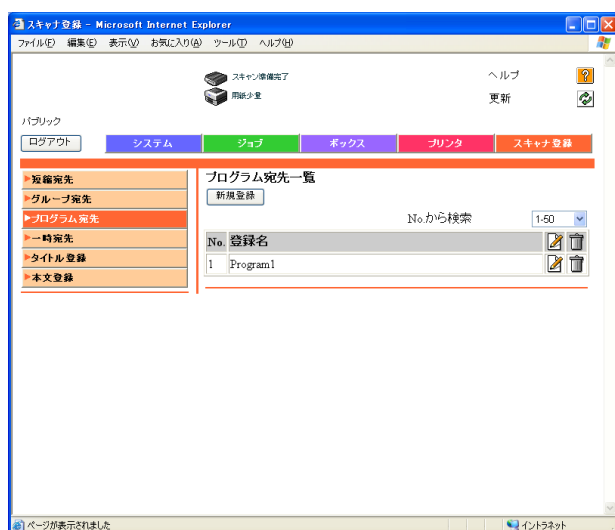 スキャナ登録 - Microsoft Internet Explorer
ファイル(F) 編集(E) 表示(V) お気に入り(A) ツール(T) ヘルプ(H)
スキャン準備完了
用紙少量
ヘルプ
?
更新
パブリック
ログアウト
システム
ジョブ
ボックス
プリンタ
スキャナ登録
短縮宛先
グループ宛先
プログラム宛先
一時宛先
タイトル登録
本文登録
プログラム宛先一覧
新規登録
No.から検索
1-50
No. 登録名
1 Program1
ページが表示されました
イントラネット